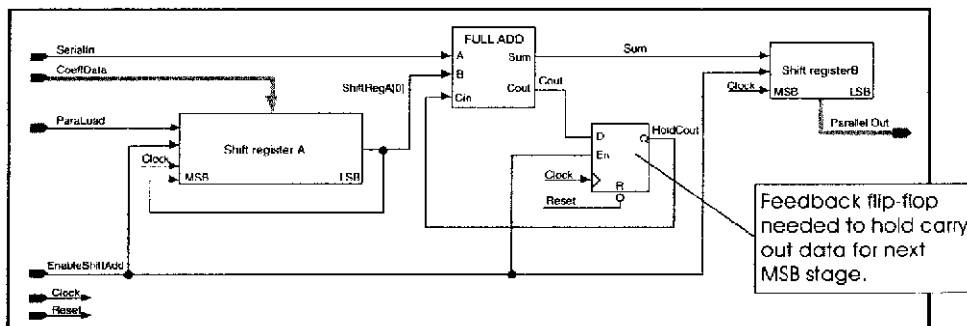 FULL ADD
SerialIn
A
Sum
Sum
CoeffData
B
ShiftRegA[0]
Cin
Cout
Cout
Shift registerB
Clock
MSB
LSB
Parallel Out
ParaLoad
Shift register A
Clock
MSB
LSB
D
Q
HoldCout
En
Clock
R
Reset
Feedback flip-flop
needed to hold carry
out data for next
MSB stage.
EnableShiftAdd
Clock
Reset